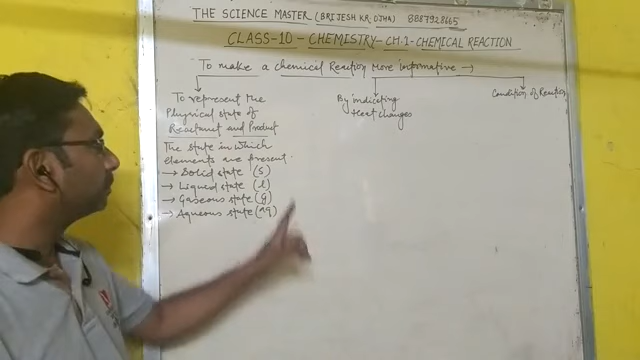 THE SCIENCE MASTER (BRIJESH KR. OJHA) 8887928665
CLASS-10 - CHEMISTRY - CH-1 - CHEMICAL REACTION
To make a chemical Reaction More informative →
To represent the
Physical state of
Reactant and Product
The state in which
elements are present.
→ Solid state (s)
→ Liquid state (l)
→ Gaseous state (g)
→ Aqueous state (aq)
By indicating
Heat changes
Condition of Reaction